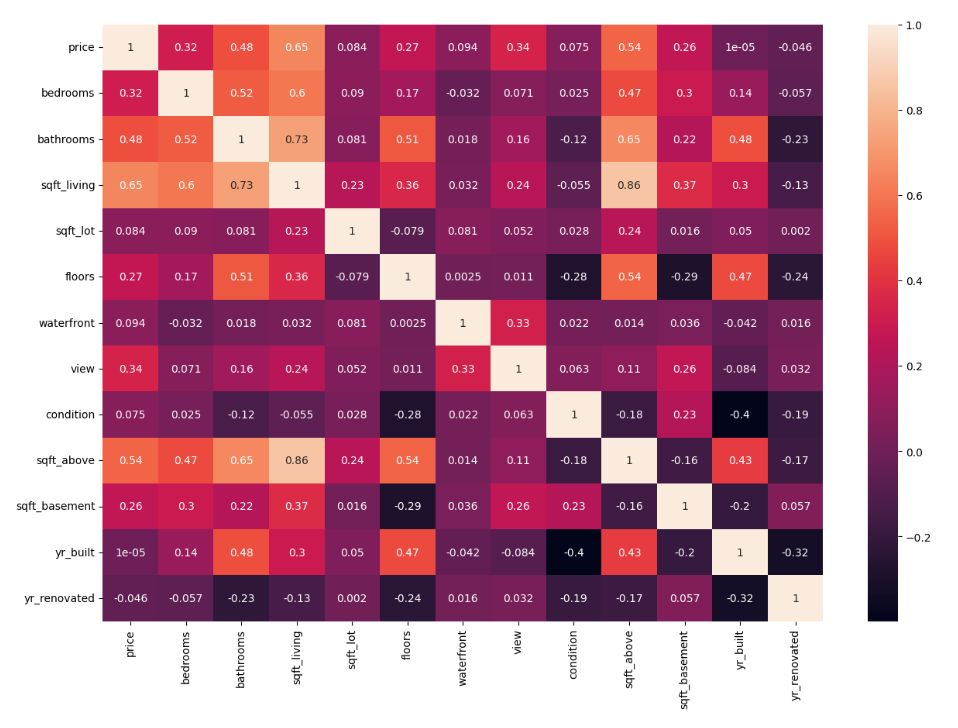 price 1 0.32 0.48 0.65 0.084 0.27 0.094 0.34 0.075 0.54 0.26 1e-05 -0.046
bedrooms 0.32 1 0.52 0.6 0.09 0.17 -0.032 0.071 0.025 0.47 0.3 0.14 -0.057
bathrooms 0.48 0.52 1 0.73 0.081 0.51 0.018 0.16 -0.12 0.65 0.22 0.48 -0.23
sqft_living 0.65 0.6 0.73 1 0.23 0.36 0.032 0.24 -0.055 0.86 0.37 0.3 -0.13
sqft_lot 0.084 0.09 0.081 0.23 1 -0.079 0.081 0.052 0.028 0.24 0.016 0.05 0.002
floors 0.27 0.17 0.51 0.36 -0.079 1 0.0025 0.011 -0.28 0.54 -0.29 0.47 -0.24
waterfront 0.094 -0.032 0.018 0.032 0.081 0.0025 1 0.33 0.022 0.014 0.036 -0.042 0.016
view 0.34 0.071 0.16 0.24 0.052 0.011 0.33 1 0.063 0.11 0.26 -0.084 0.032
condition 0.075 0.025 -0.12 -0.055 0.028 -0.28 0.022 0.063 1 -0.18 0.23 -0.4 -0.19
sqft_above 0.54 0.47 0.65 0.86 0.24 0.54 0.014 0.11 -0.18 1 -0.16 0.43 -0.17
sqft_basement 0.26 0.3 0.22 0.37 0.016 -0.29 0.036 0.26 0.23 -0.16 1 -0.2 0.057
yr_built 1e-05 0.14 0.48 0.3 0.05 0.47 -0.042 -0.084 -0.4 0.43 -0.2 1 -0.32
yr_renovated -0.046 -0.057 -0.23 -0.13 0.002 -0.24 0.016 0.032 -0.19 -0.17 0.057 -0.32 1
price bedrooms bathrooms sqft_living sqft_lot floors waterfront view condition sqft_above sqft_basement yr_built yr_renovated
1.0
0.8
0.6
0.4
0.2
0.0
−0.2